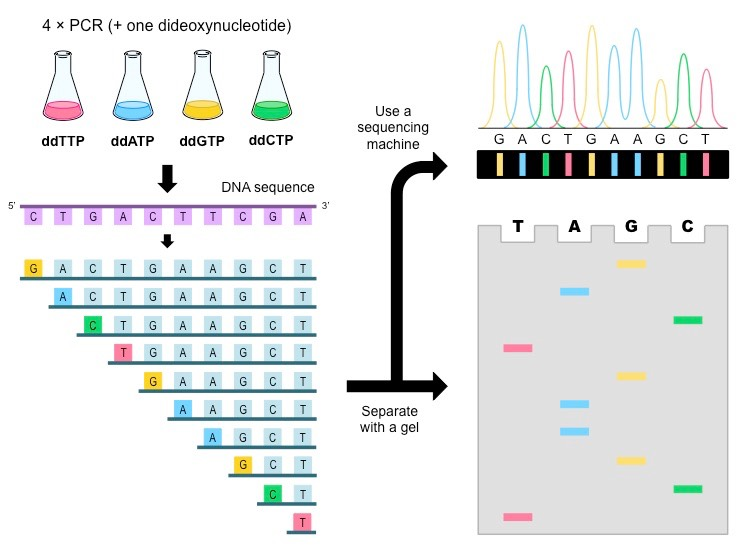 4 × PCR (+ one dideoxynucleotide)
ddTTP ddATP ddGTP ddCTP
DNA sequence
5' 3'
C T G A C T T C G A
G A C T G A A G C T
A C T G A A G C T
C T G A A G C T
T G A A G C T
G A A G C T
A A G C T
A G C T
G C T
C T
T
Use a
sequencing
machine
Separate
with a gel
G A C T G A A G C T
T A G C